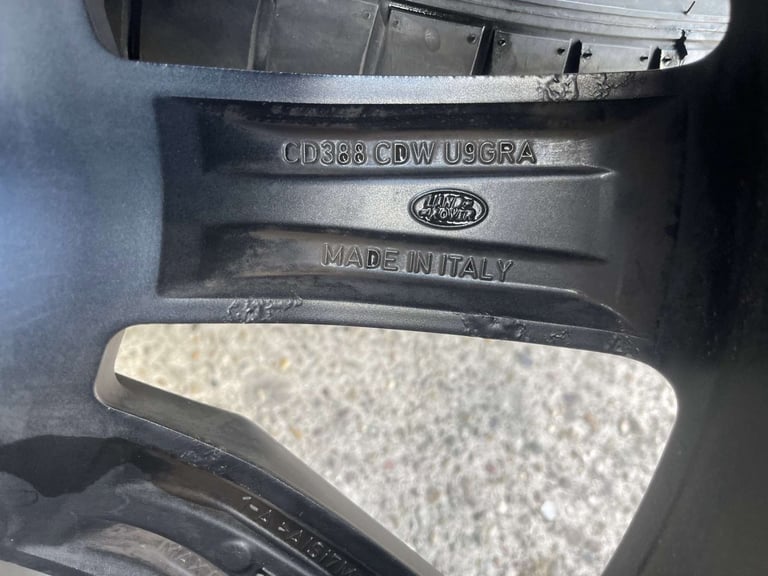 CD388 CDW U9GRA
LAND
ROVER
MADE IN ITALY